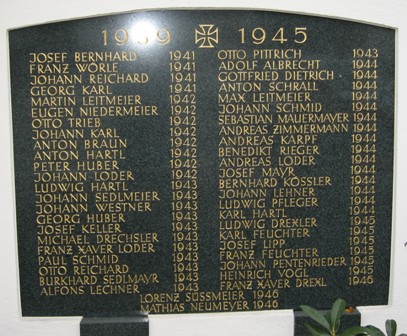 1939 1945
JOSEF BERNHARD 1941
FRANZ WÖRLE 1941
JOHANN REICHARD 1941
GEORG KARL 1941
MARTIN LEITMEIER 1942
EUGEN NIEDERMEIER 1942
OTTO TRIEB 1942
JOHANN KARL 1942
ANTON BRAUN 1942
ANTON HARTL 1942
PETER HUBER 1942
JOHANN LODER 1942
LUDWIG HARTL 1943
JOHANN SEDLMEIER 1943
JOHANN WESTNER 1943
GEORG HUBER 1943
JOSEF KELLER 1943
MICHAEL DRECHSLER 1943
FRANZ XAVER LODER 1943
PAUL SCHMID 1943
OTTO REICHARD 1943
BURKHARD SEDLMAYR 1943
ALFONS LECHNER 1943
OTTO PITTRICH 1943
ADOLF ALBRECHT 1944
GOTTFRIED DIETRICH 1944
ANTON SCHRALL 1944
MAX LEITMEIER 1944
JOHANN SCHMID 1944
SEBASTIAN MAUERMAYER 1944
ANDREAS ZIMMERMANN 1944
ANDREAS KARPF 1944
BENEDIKT RIEGER 1944
ANDREAS LODER 1944
JOSEF MAYR 1944
BERNHARD KÖSSLER 1944
JOHANN LEHNER 1944
LUDWIG PFLEGER 1944
KARL HARTL 1944
LUDWIG DREXLER 1945
KARL FEUCHTER 1945
JOSEF LIPP 1945
FRANZ FEUCHTER 1945
JOHANN PENTENRIEDER 1945
HEINRICH VOGL 1945
FRANZ XAVER DREXL 1945
LORENZ SÜSSMEIER 1946
MATHIAS NEUMEYER 1946